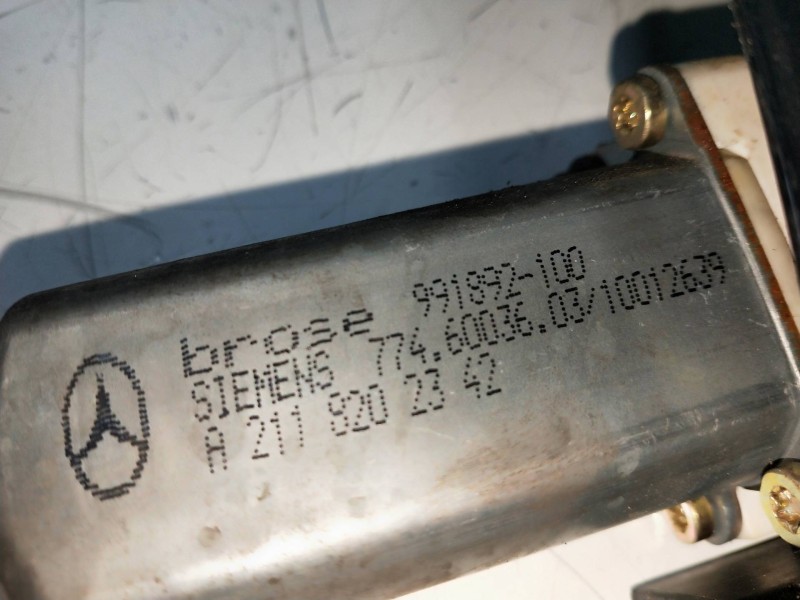 brose 991892-100
SIEMENS 774.60036.03/10012639
A 211 820 23 42